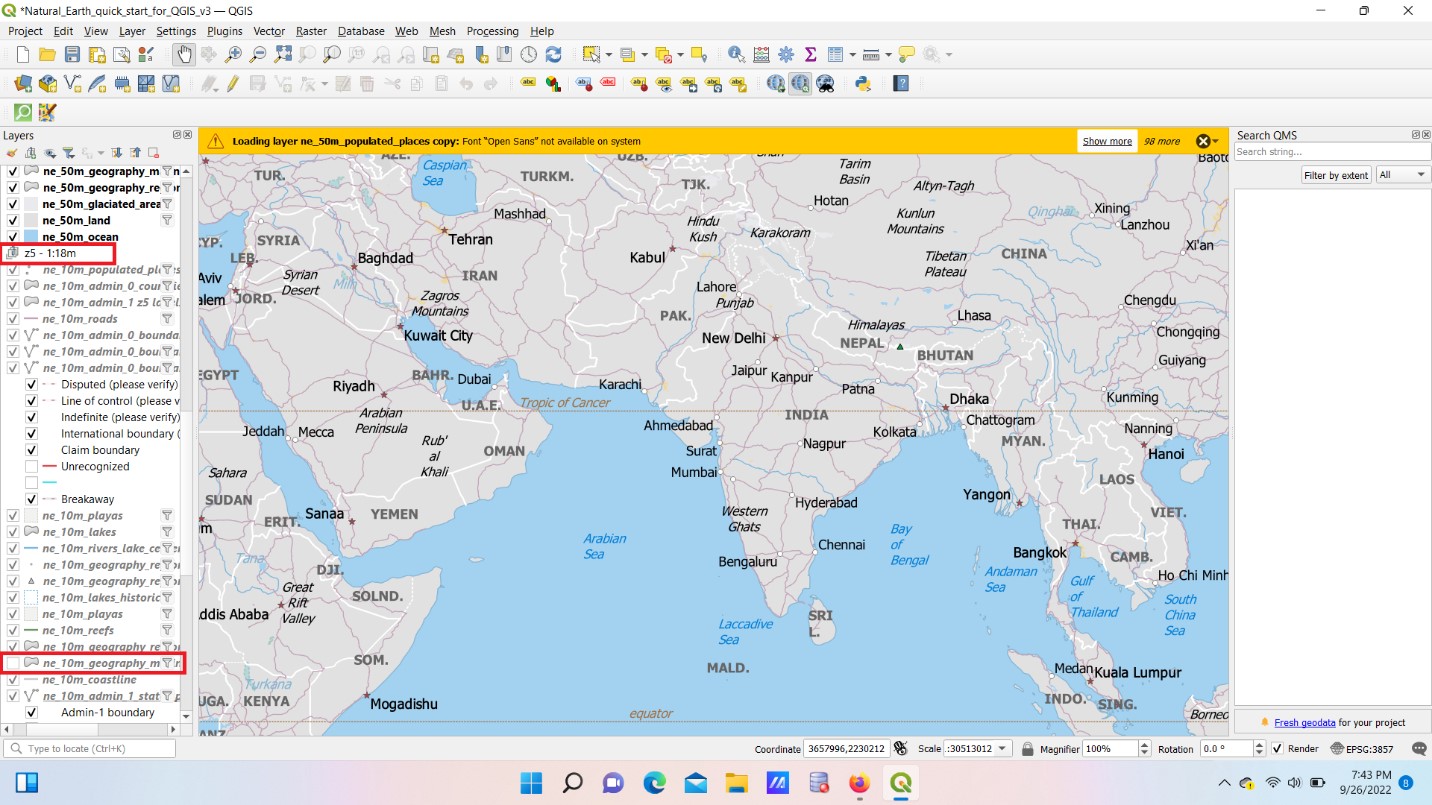 *Natural_Earth_quick_start_for_QGIS_v3 — QGIS
Project Edit View Layer Settings Plugins Vector Raster Database Web Mesh Processing Help
Layers
ne_50m_geography_m
ne_50m_geography_re
ne_50m_glaciated_area
ne_50m_land
ne_50m_ocean
z5 - 1:18m
ne_10m_populated_pl
ne_10m_admin_0_cou
ne_10m_admin_1 z5
ne_10m_roads
ne_10m_admin_0_bounda
ne_10m_admin_0_bou
ne_10m_admin_0_bou
Disputed (please verify)
Line of control (please v
Indefinite (please verify)
International boundary (
Claim boundary
Unrecognized
Breakaway
ne_10m_playas
ne_10m_lakes
ne_10m_rivers_lake_ce
ne_10m_geography_re
ne_10m_geography_re
ne_10m_lakes_historic
ne_10m_playas
ne_10m_reefs
ne_10m_geography_re
ne_10m_geography_m
ne_10m_coastline
ne_10m_admin_1_stat
Admin-1 boundary
Type to locate (Ctrl+K)
Loading layer ne_50m_populated_places copy: Font “Open Sans” not available on system
Show more 98 more
TUR.
AZE.
Caspian
Sea
TURKM.
UZB.
TJK.
Tarim
Basin
Altyn-Tagh
Baoto
Mashhad
Hotan
Hindu
Kush
Karakoram
Kunlun
Mountains
Qinghai
Xining
Lanzhou
CYP.
SYRIA
LEB.
Tehran
Baghdad
Kabul
Tibetan
Plateau
CHINA
Xi'an
Aviv
Syrian
Desert
IRAN
Lahore
Punjab
alem
JORD.
Zagros
Mountains
PAK.
Lhasa
Chengdu
Kuwait City
New Delhi
Himalayas
NEPAL
BHUTAN
Chongqing
Guiyang
EGYPT
Riyadh
BAHR.
Dubai
Karachi
Jaipur
Kanpur
Patna
Dhaka
Kunming
U.A.E.
Tropic of Cancer
Arabian
Peninsula
Ahmedabad
INDIA
Kolkata
Chattogram
Nanning
Jeddah
Mecca
Rub'
al
Khali
OMAN
Surat
Nagpur
MYAN.
Hanoi
Sahara
Mumbai
LAOS
SUDAN
Sanaa
YEMEN
ERIT.
Western
Ghats
Hyderabad
Yangon
VIET.
THAI.
Tana
DJI.
Arabian
Sea
Chennai
Bay
of
Bengal
Bangkok
CAMB.
Bengaluru
Andaman
Sea
Gulf
of
Thailand
Ho Chi Minh
Addis Ababa
Great
Rift
Valley
SOLND.
Laccadive
Sea
SRI
L.
South
China
Sea
SOM.
MALD.
Medan
Kuala Lumpur
Turkana
UGA.
KENYA
Mogadishu
equator
INDO.
SING.
Borneo
Search QMS
Search string...
Filter by extent All
Fresh geodata for your project
Coordinate 3657996,2230212 Scale :30513012 Magnifier 100% Rotation 0.0 ° Render EPSG:3857
7:43 PM
9/26/2022
8